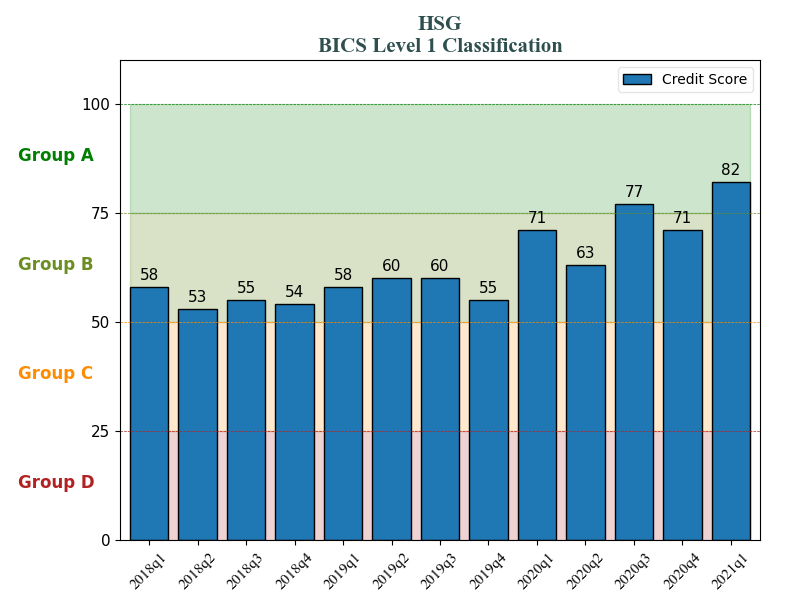 HSG
BICS Level 1 Classification
Credit Score
100
Group A
82
77
75
71
71
Group B
63
60
60
58
58
55
55
54
53
50
Group C
25
Group D
0
2018q1
2018q2
2018q3
2018q4
2019q1
2019q2
2019q3
2019q4
2020q1
2020q2
2020q3
2020q4
2021q1